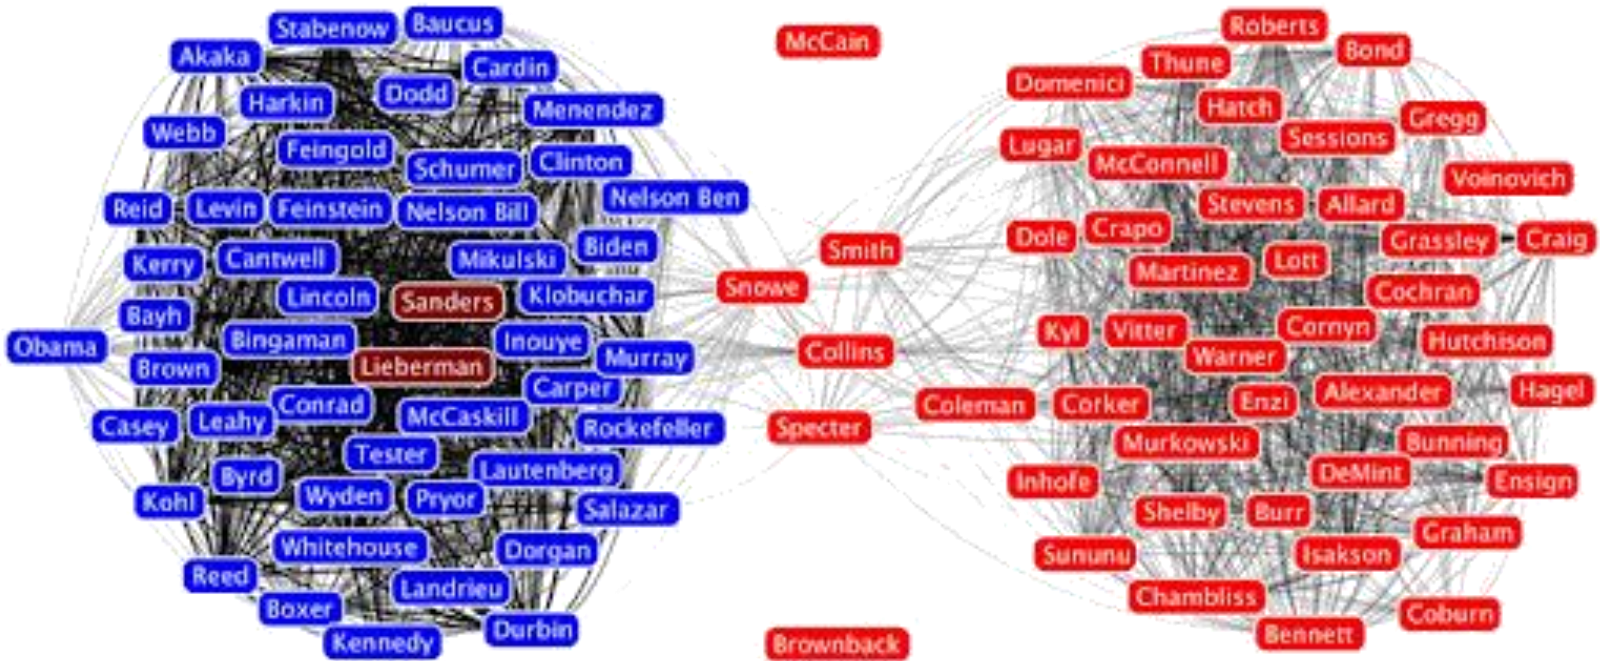 Stabenow
Baucus
Akaka
Cardin
Harkin
Dodd
Menendez
Webb
Feingold
Schumer
Clinton
Nelson Ben
Reid
Levin
Feinstein
Nelson Bill
Kerry
Cantwell
Mikulski
Biden
Lincoln
Sanders
Klobuchar
Bayh
Obama
Bingaman
Inouye
Brown
Lieberman
Murray
Carper
Casey
Leahy
Conrad
McCaskill
Rockefeller
Tester
Byrd
Lautenberg
Kohl
Wyden
Pryor
Salazar
Whitehouse
Dorgan
Reed
Landrieu
Boxer
Kennedy
Durbin
McCain
Smith
Snowe
Collins
Coleman
Specter
Brownback
Roberts
Bond
Thune
Domenici
Hatch
Gregg
Sessions
Lugar
McConnell
Voinovich
Stevens
Allard
Dole
Crapo
Grassley
Craig
Martinez
Lott
Cochran
Kyl
Vitter
Cornyn
Warner
Hutchison
Corker
Enzi
Alexander
Hagel
Murkowski
Bunning
Inhofe
DeMint
Ensign
Shelby
Burr
Graham
Sununu
Isakson
Chambliss
Coburn
Bennett